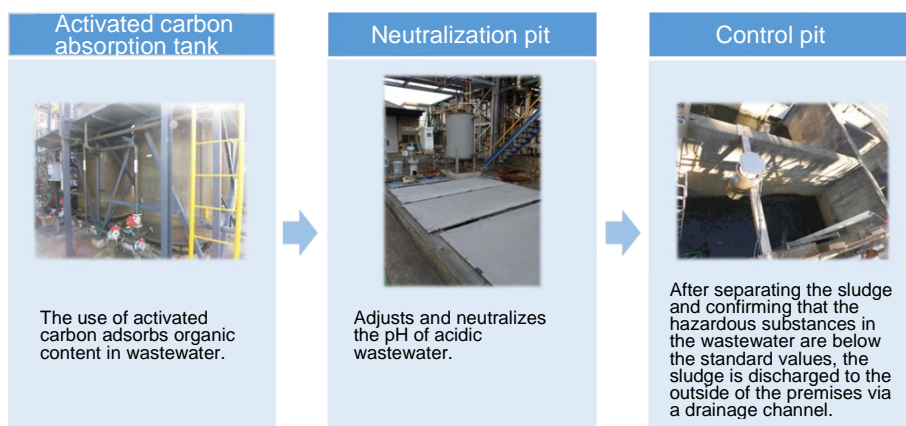 Activated carbon
absorption tank
The use of activated
carbon adsorbs organic
content in wastewater.
Neutralization pit
Adjusts and neutralizes
the pH of acidic
wastewater.
Control pit
After separating the sludge
and confirming that the
hazardous substances in
the wastewater are below
the standard values, the
sludge is discharged to the
outside of the premises via
a drainage channel.